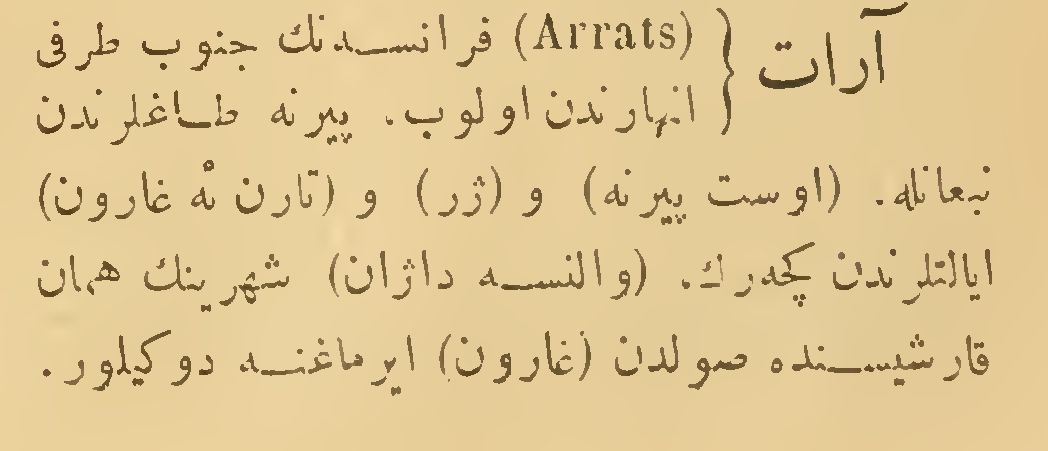 آرات { (Arrats) فرانسه‌نك جنوب طرفی
انهارندن اولوب. پیرنه طاغلرندن
نبعانله. (اوست پیرنه) و (ژر) و (تارن ئه غارون)
ایالتلرندن کچه‌رك. (والنسه داژان) شهرینك همان
قارشیسنده صولدن (غارون) ایرماغنه دوکیلور.